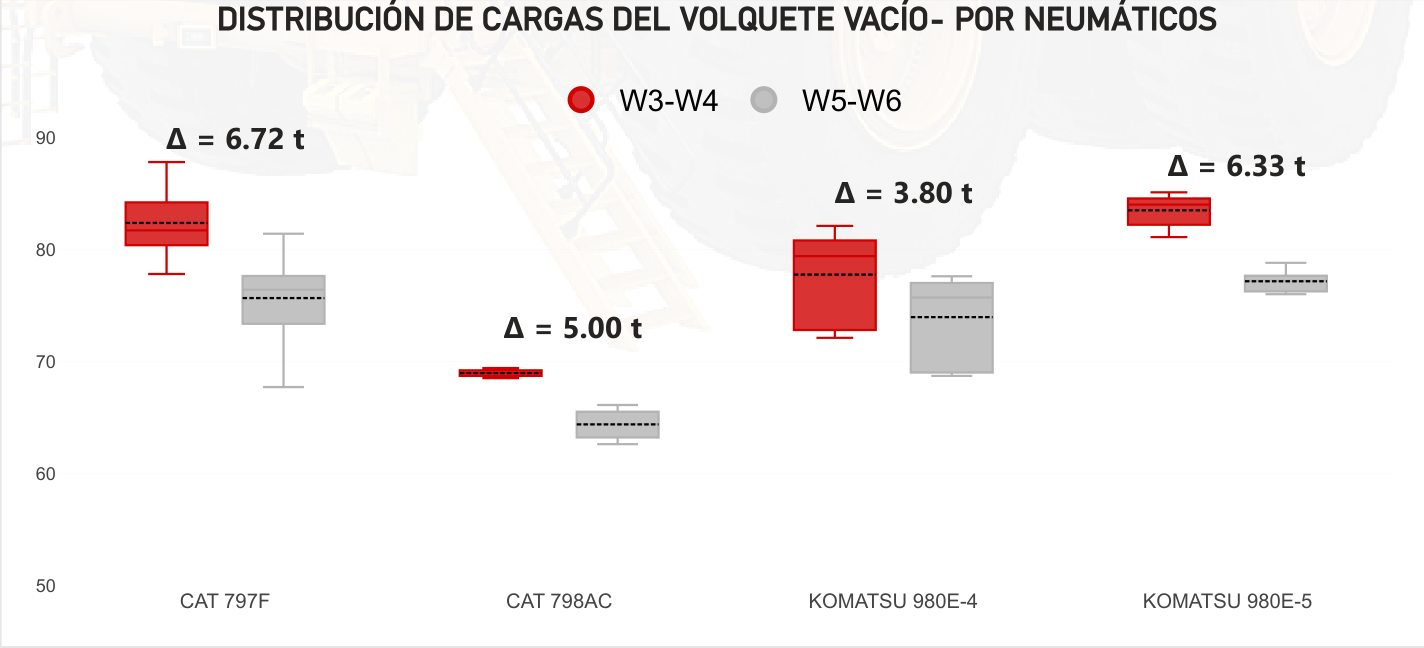 DISTRIBUCIÓN DE CARGAS DEL VOLQUETE VACÍO- POR NEUMÁTICOS
W3-W4 W5-W6
90
Δ = 6.72 t
Δ = 6.33 t
Δ = 3.80 t
80
Δ = 5.00 t
70
60
50
CAT 797F CAT 798AC KOMATSU 980E-4 KOMATSU 980E-5